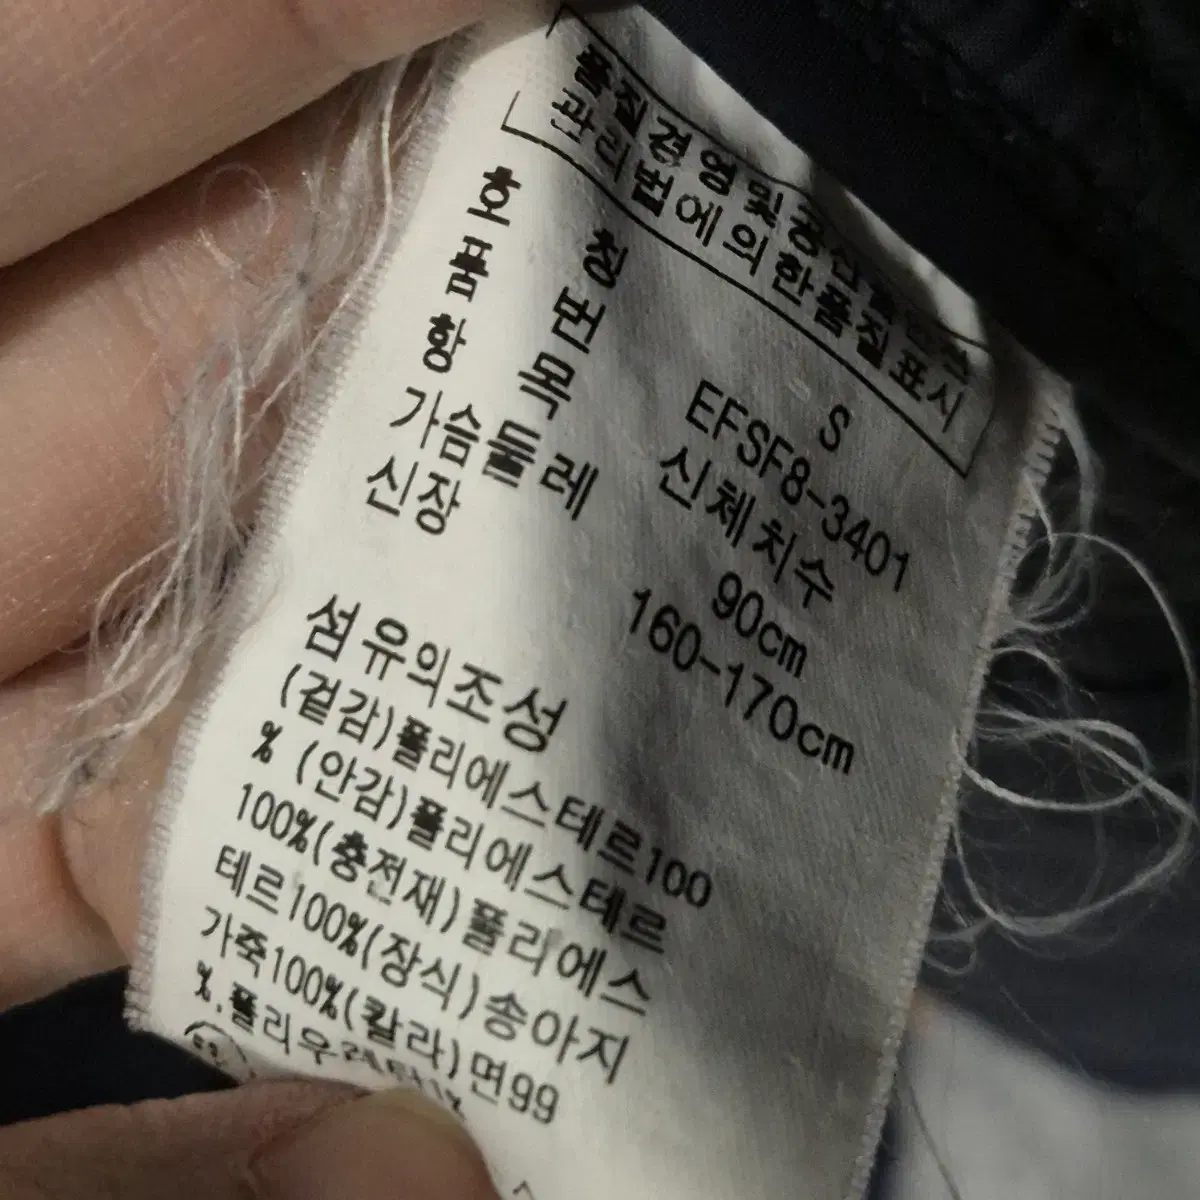 품질경영및공산품안전
관리법에의한품질표시
호칭 S
품번 EFSF8-3401
항목 신체치수
가슴둘레 90cm
신장 160-170cm
섬유의조성
(겉감)폴리에스테르100
% (안감)폴리에스테르
100%(충전재)폴리에스
테르100%(장식)송아지
가죽100%(칼라)면99
%.폴리우레탄1%